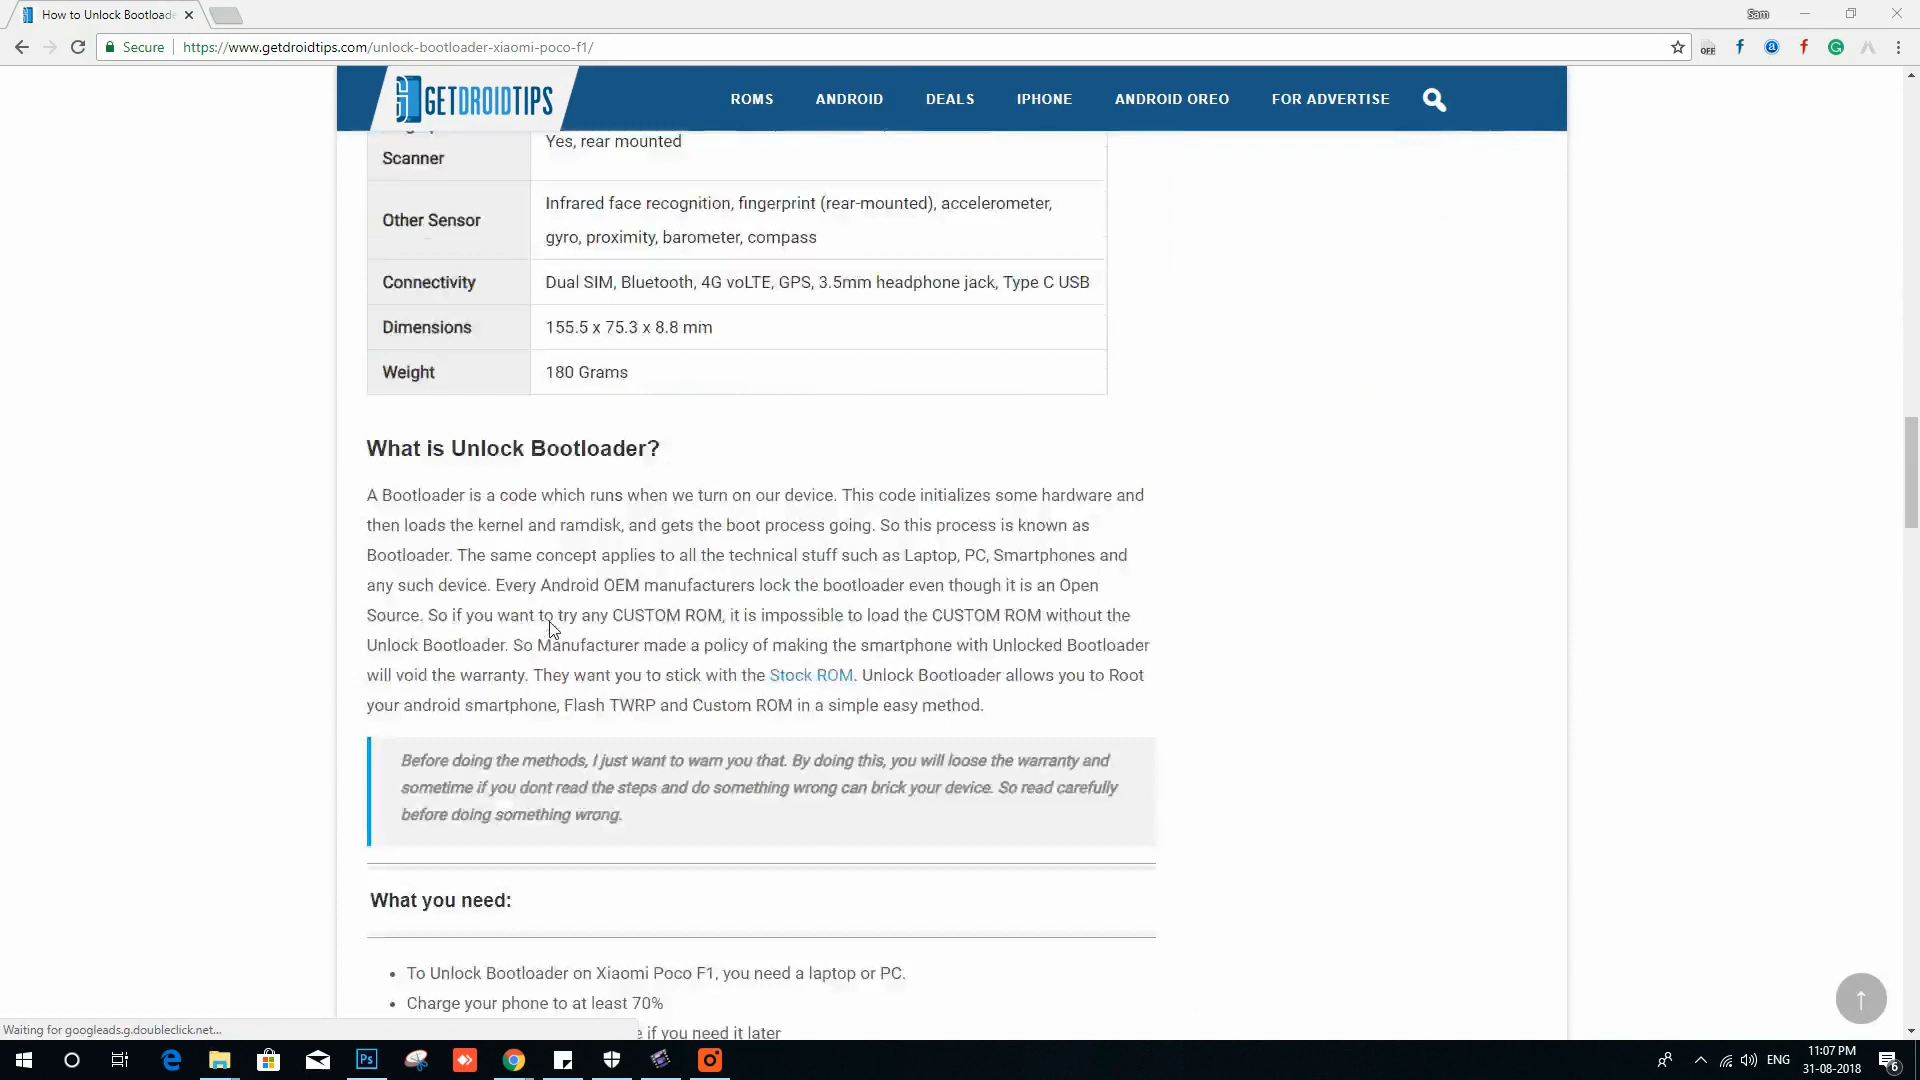 How to Unlock Bootload
Sam
Secure
https://www.getdroidtips.com/unlock-bootloader-xiaomi-poco-f1/
OFF
GETDROIDTIPS
ROMS
ANDROID
DEALS
IPHONE
ANDROID OREO
FOR ADVERTISE
Scanner
Yes, rear mounted
Other Sensor
Infrared face recognition, fingerprint (rear-mounted), accelerometer,
gyro, proximity, barometer, compass
Connectivity
Dual SIM, Bluetooth, 4G voLTE, GPS, 3.5mm headphone jack, Type C USB
Dimensions
155.5 x 75.3 x 8.8 mm
Weight
180 Grams
What is Unlock Bootloader?
A Bootloader is a code which runs when we turn on our device. This code initializes some hardware and
then loads the kernel and ramdisk, and gets the boot process going. So this process is known as
Bootloader. The same concept applies to all the technical stuff such as Laptop, PC, Smartphones and
any such device. Every Android OEM manufacturers lock the bootloader even though it is an Open
Source. So if you want to try any CUSTOM ROM, it is impossible to load the CUSTOM ROM without the
Unlock Bootloader. So Manufacturer made a policy of making the smartphone with Unlocked Bootloader
will void the warranty. They want you to stick with the Stock ROM. Unlock Bootloader allows you to Root
your android smartphone, Flash TWRP and Custom ROM in a simple easy method.
Before doing the methods, I just want to warn you that. By doing this, you will loose the warranty and
sometime if you dont read the steps and do something wrong can brick your device. So read carefully
before doing something wrong.
What you need:
• To Unlock Bootloader on Xiaomi Poco F1, you need a laptop or PC.
• Charge your phone to at least 70%
if you need it later
Waiting for googleads.g.doubleclick.net...
Ps
ENG
11:07 PM
31-08-2018
6